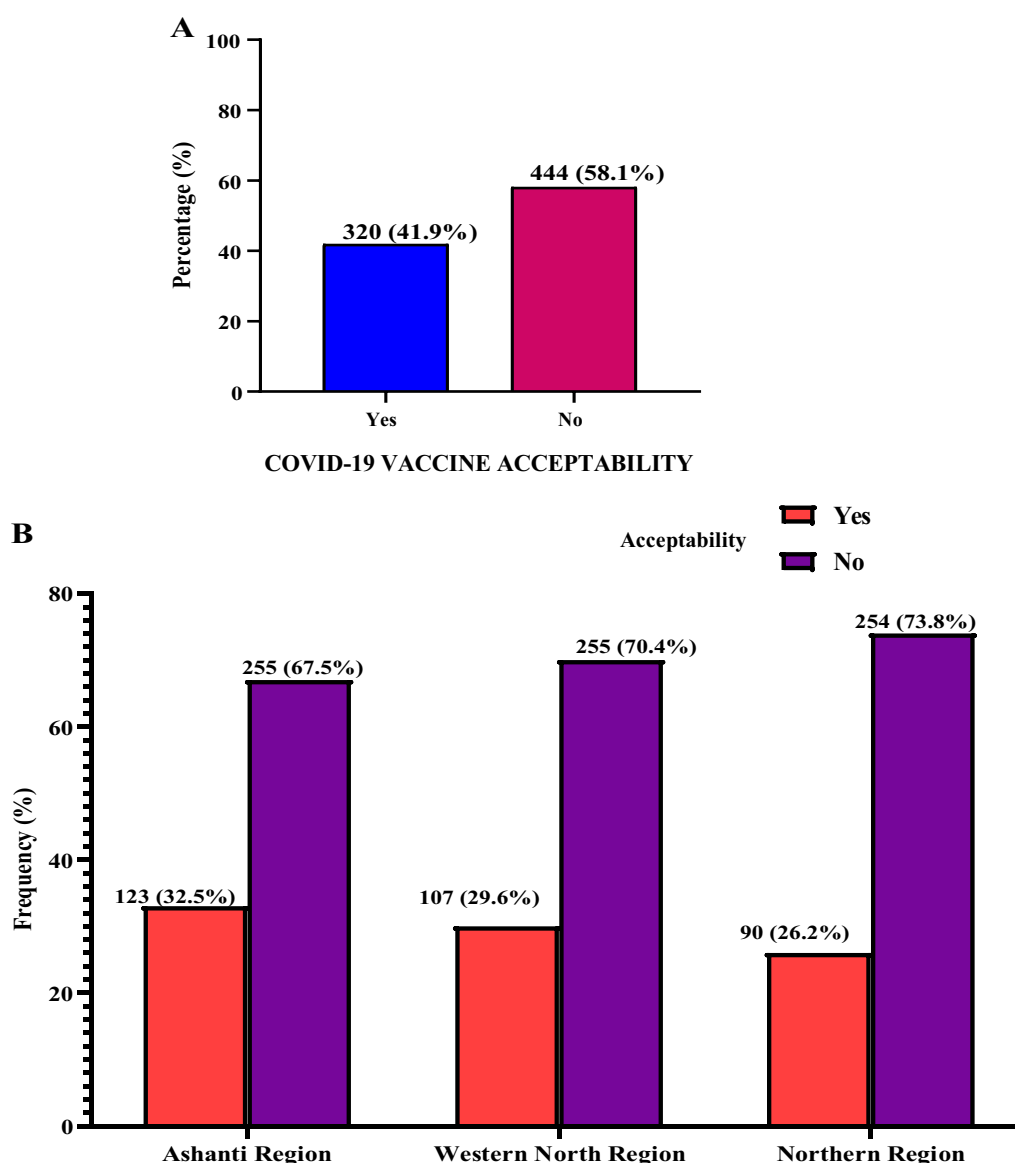 A
100
80
60
40
20
0
Percentage (%)
320 (41.9%)
444 (58.1%)
Yes
No
COVID-19 VACCINE ACCEPTABILITY
B
Acceptability
Yes
No
80
60
40
20
0
Frequency (%)
123 (32.5%)
255 (67.5%)
107 (29.6%)
255 (70.4%)
90 (26.2%)
254 (73.8%)
Ashanti Region
Western North Region
Northern Region